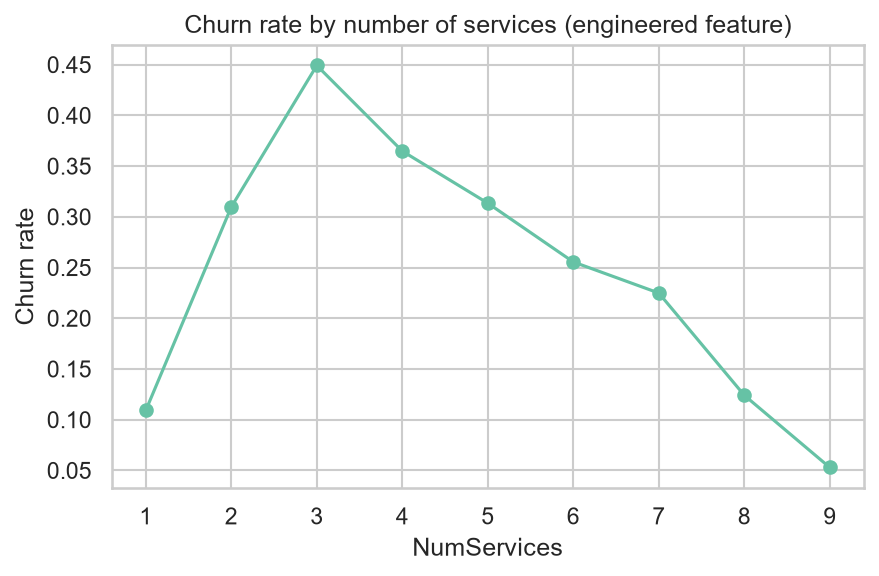 Churn rate by number of services (engineered feature)
0.45
0.40
0.35
0.30
0.25
0.20
0.15
0.10
0.05
Churn rate
1 2 3 4 5 6 7 8 9
NumServices